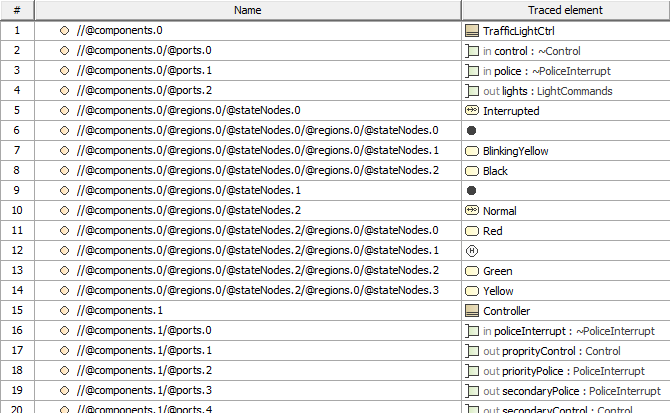 # Name Traced element
1 //@components.0 TrafficLightCtrl
2 //@components.0/@ports.0 in control : ~Control
3 //@components.0/@ports.1 in police : ~PoliceInterrupt
4 //@components.0/@ports.2 out lights : LightCommands
5 //@components.0/@regions.0/@stateNodes.0 Interrupted
6 //@components.0/@regions.0/@stateNodes.0/@regions.0/@stateNodes.0
7 //@components.0/@regions.0/@stateNodes.0/@regions.0/@stateNodes.1 BlinkingYellow
8 //@components.0/@regions.0/@stateNodes.0/@regions.0/@stateNodes.2 Black
9 //@components.0/@regions.0/@stateNodes.1
10 //@components.0/@regions.0/@stateNodes.2 Normal
11 //@components.0/@regions.0/@stateNodes.2/@regions.0/@stateNodes.0 Red
12 //@components.0/@regions.0/@stateNodes.2/@regions.0/@stateNodes.1 H
13 //@components.0/@regions.0/@stateNodes.2/@regions.0/@stateNodes.2 Green
14 //@components.0/@regions.0/@stateNodes.2/@regions.0/@stateNodes.3 Yellow
15 //@components.1 Controller
16 //@components.1/@ports.0 in policeInterrupt : ~PoliceInterrupt
17 //@components.1/@ports.1 out proprityControl : Control
18 //@components.1/@ports.2 out priorityPolice : PoliceInterrupt
19 //@components.1/@ports.3 out secondaryPolice : PoliceInterrupt
20 //@components.1/@ports.4 out secondaryControl : Control